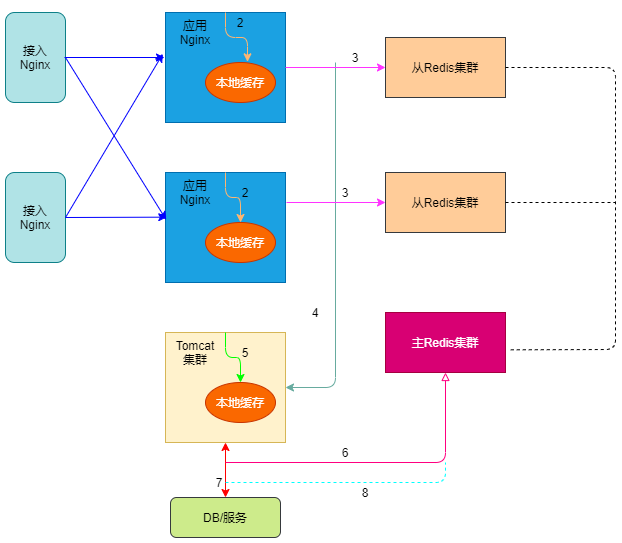 接入
Nginx
应用
Nginx
2
本地缓存
3
从Redis集群
接入
Nginx
应用
Nginx
2
本地缓存
3
从Redis集群
4
Tomcat
集群
5
本地缓存
主Redis集群
6
7
8
DB/服务